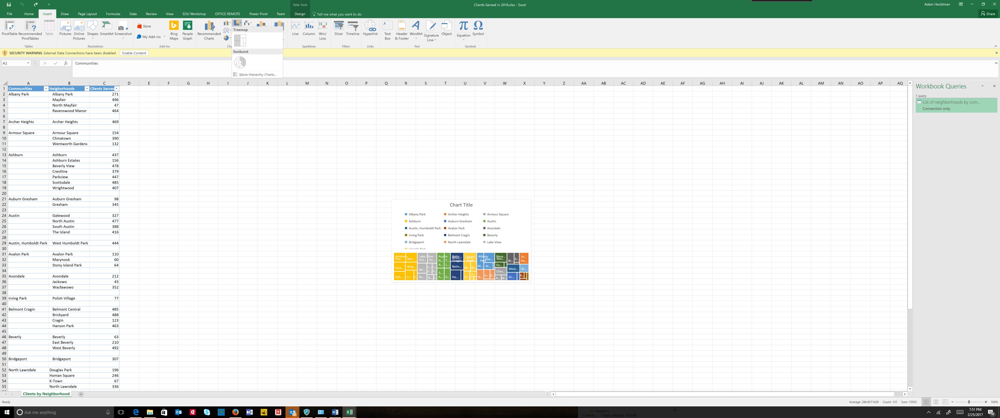 Table Tools
Clients Served in 2016.xlsx - Excel
Adam Hecktman
File Home Insert Draw Page Layout Formulas Data Review View EDU Workshop OFFICE REMOTE Power Pivot Team Design Tell me what you want to do Share
PivotTable Recommended PivotTables Table
Tables
Pictures Online Pictures Shapes SmartArt Screenshot
Illustrations
Store
My Add-ins
Bing Maps People Graph
Add-ins
Recommended Charts
Cha
Treemap
Sunburst
More Hierarchy Charts...
Line Column Win/ Loss
Sparklines
Slicer Timeline
Filters
Hyperlink
Links
Text Box Header & Footer WordArt Signature Line Object
Text
Equation Symbol
Symbols
SECURITY WARNING External Data Connections have been disabled Enable Content
A1 fx Communities
A B C D E F G H I J K L M N O P Q R S T U V W X Y Z AA AB AC AD AE AF AG AH AI AJ AK AL AM AN AO AP AQ
1 Communities Neigborhoods Clients Served
2 Albany Park Albany Park 271
3 Mayfair 496
4 North Mayfair 47
5 Ravenswood Manor 464
6
7 Archer Heights Archer Heights 469
8
9 Armour Square Armour Square 154
10 Chinatown 390
11 Wentworth Gardens 132
12
13 Ashburn Ashburn 437
14 Ashburn Estates 156
15 Beverly View 478
16 Crestline 379
17 Parkview 447
18 Scottsdale 485
19 Wrightwood 407
20
21 Auburn Gresham Auburn Gresham 98
22 Gresham 345
23
24 Austin Galewood 327
25 North Austin 477
26 South Austin 388
27 The Island 416
28
29 Austin, Humboldt Park West Humboldt Park 444
30
31 Avalon Park Avalon Park 110
32 Marynook 60
33 Stony Island Park 64
34
35 Avondale Avondale 212
36 Jackowo 43
37 Wacławowo 352
38
39 Irving Park Polish Village 77
40
41 Belmont Cragin Belmont Central 485
42 Brickyard 488
43 Cragin 123
44 Hanson Park 463
45
46 Beverly Beverly 63
47 East Beverly 210
48 West Beverly 492
49
50 Bridgeport Bridgeport 307
51
52 North Lawndale Douglas Park 196
53 Homan Square 246
54 K-Town 67
55 North Lawndale 336
Chart Title
Albany Park Archer Heights Armour Square
Ashburn Auburn Gresham Austin
Austin, Humboldt Park Avalon Park Avondale
Irving Park Belmont Cragin Beverly
Bridgeport North Lawndale Lake View
Ashburn Lake View Austin Lincoln Park Albany Park Beve... Ar... He...
Sco... Bev... Gra... So... N... T... Wes... W... A...
Park... Wrig... Wr... Belm... M... Al... Ea... West... Br...
Ash... Cr... A... W... N... A... G... Ha... N... H... D... Chin... A... W... Gr... A...
Workbook Queries
1 query
List of neighborhoods by com...
Connection only.
Clients by Neighborhood
Ready
Average: 284.8571429 Count: 131 Sum: 15952 100%
Ask me anything
Graphics
11 items 1 item selected 10.0 KB
7:51 PM
2/25/2017
10